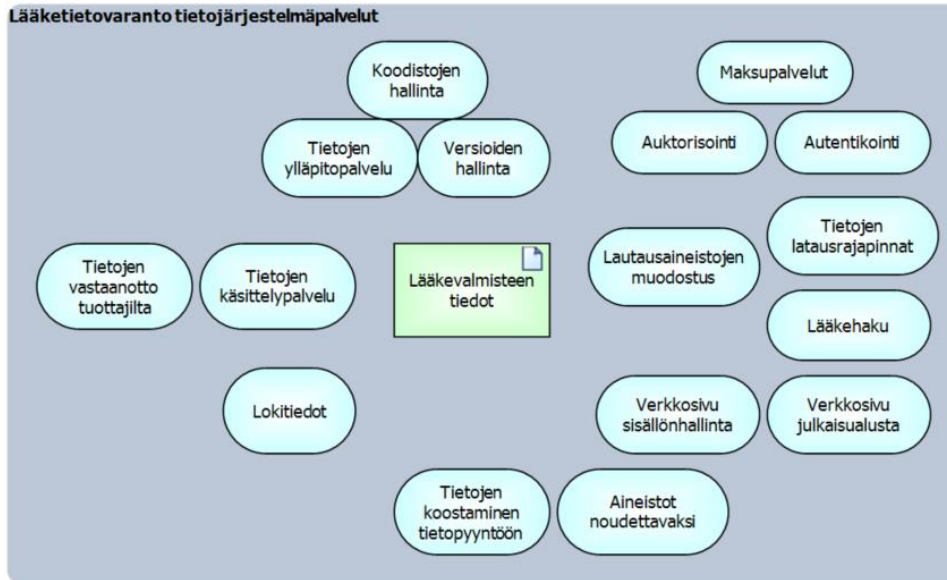 Lääketietovaranto tietojärjestelmäpalvelut
Koodistojen
hallinta
Maksupalvelut
Tietojen
ylläpitopalvelu
Versioiden
hallinta
Auktorisointi
Autentikointi
Tietojen
latausrajapinnat
Tietojen
vastaanotto
tuottajilta
Tietojen
käsittelypalvelu
Lääkevalmisteen
tiedot
Lautausaineistojen
muodostus
Lääkehaku
Lokitiedot
Verkkosivu
sisällönhallinta
Verkkosivu
julkaisualusta
Tietojen
koostaminen
tietopyyntöön
Aineistot
noudettavaksi